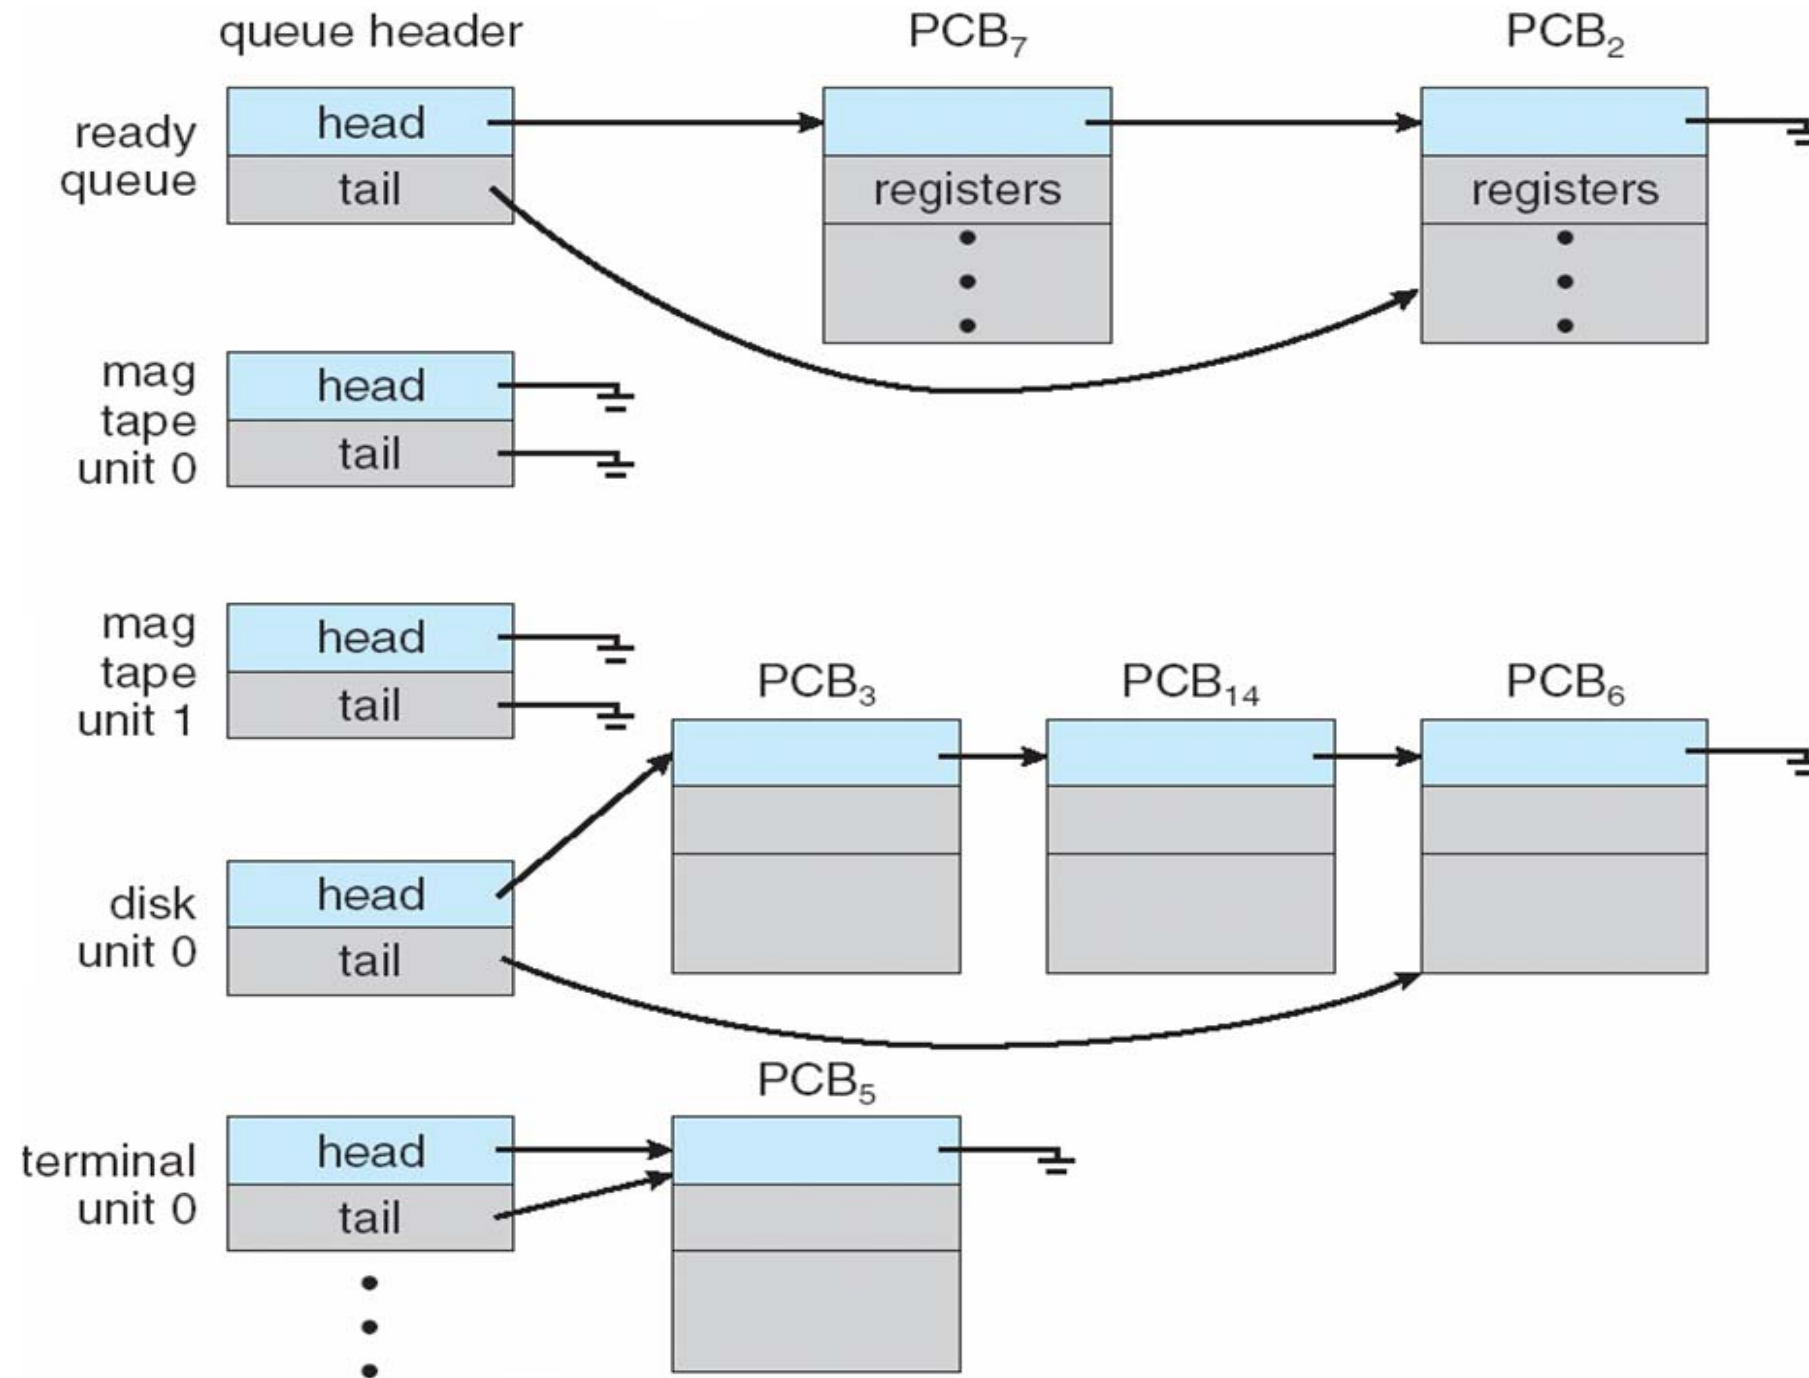 queue header
PCB₇
PCB₂
ready
queue
head
tail
registers
registers
mag
tape
unit 0
head
tail
mag
tape
unit 1
head
tail
PCB₃
PCB₁₄
PCB₆
disk
unit 0
head
tail
PCB₅
terminal
unit 0
head
tail